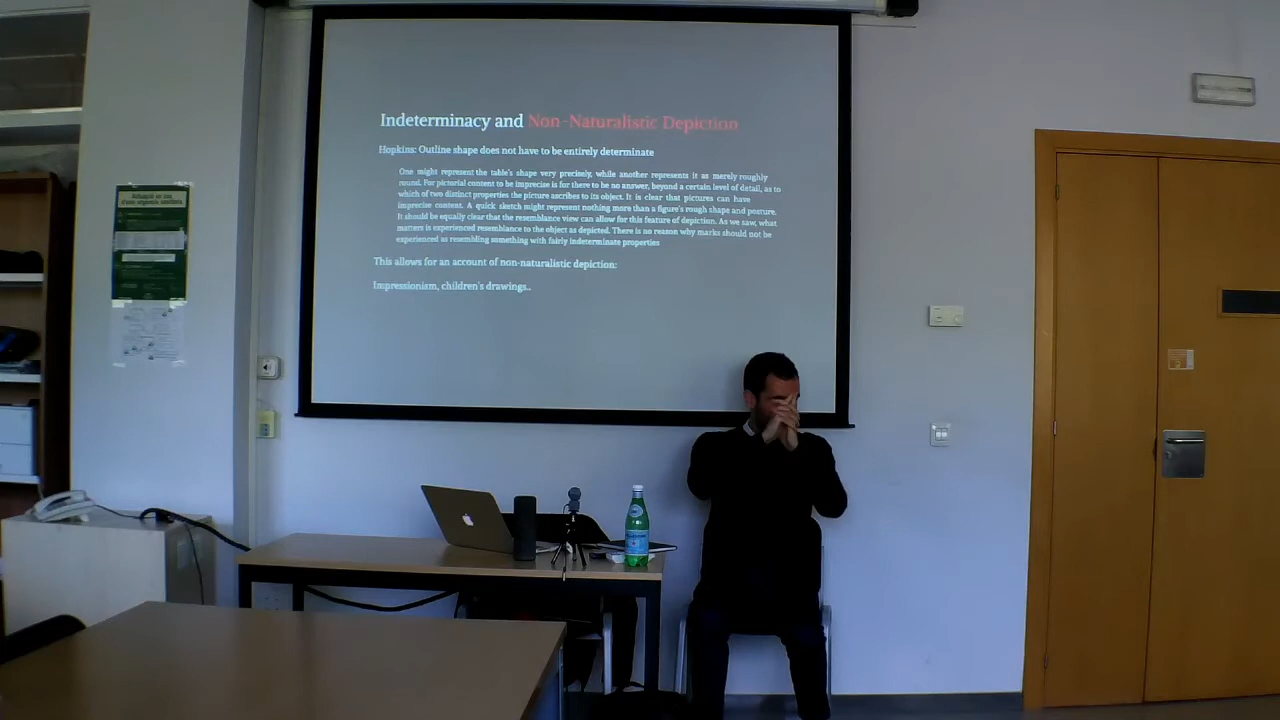 Indeterminacy and Non-Naturalistic Depiction
Hopkins: Outline shape does not have to be entirely determinate
One might represent the table's shape very precisely, while another represents it as merely roughly
round. For pictorial content to be imprecise is for there to be no answer, beyond a certain level of detail, as to
which of two distinct properties the picture ascribes to its object. It is clear that pictures can have
imprecise content. A quick sketch might represent nothing more than a figure's rough shape and posture.
It should be equally clear that the resemblance view can allow for this feature of depiction. As we saw, what
matters is experienced resemblance to the object as depicted. There is no reason why marks should not be
experienced as resembling something with fairly indeterminate properties
This allows for an account of non-naturalistic depiction:
Impressionism, children's drawings..